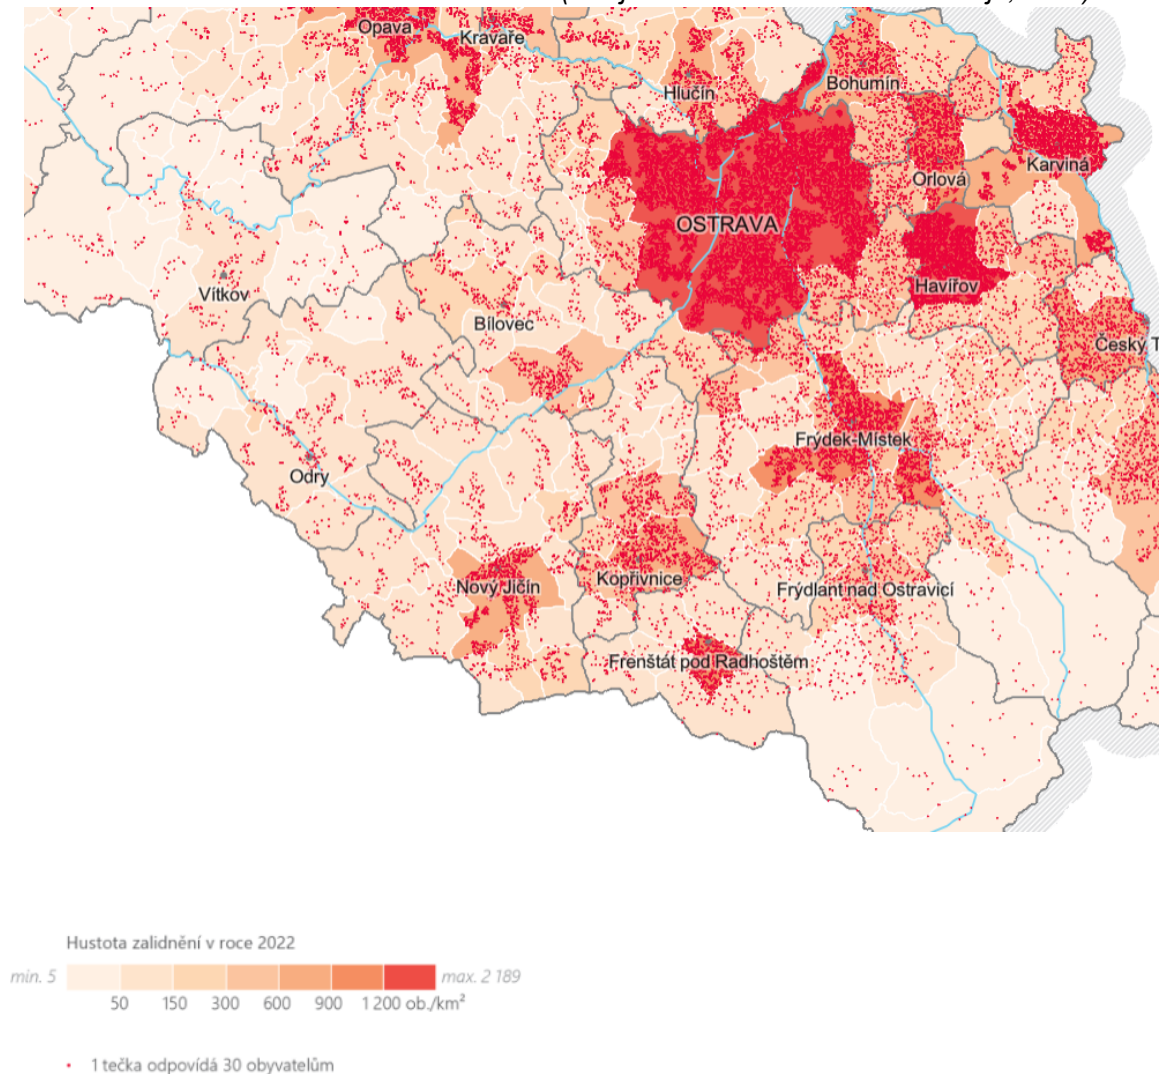 Opava
Kravaře
Hlučín
Bohumín
Karviná
Orlová
OSTRAVA
Havířov
Vítkov
Bílovec
Český T
Frýdek-Místek
Odry
Nový Jičín
Kopřivnice
Frýdlant nad Ostravicí
Frenštát pod Radhoštěm
Hustota zalidnění v roce 2022
min. 5
max. 2 189
50 150 300 600 900 1 200 ob./km²
1 tečka odpovídá 30 obyvatelům